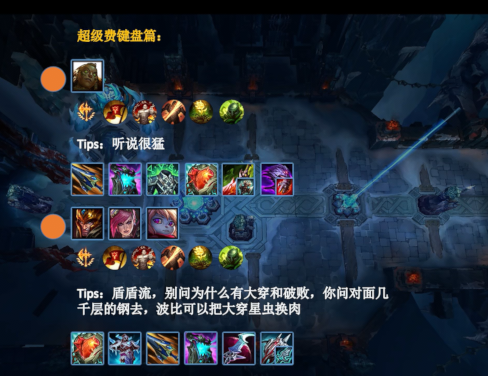 超级费键盘篇：
Tips：听说很猛
Tips：盾盾流，别问为什么有大穿和破败，你问对面几
千层的钢去，波比可以把大穿星虫换肉